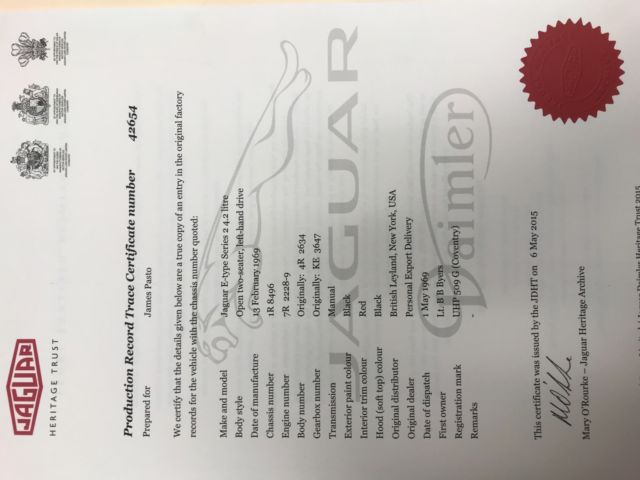 JAGUAR
HERITAGE TRUST
Production Record Trace Certificate number 42654
Prepared for James Pasto
We certify that the details given below are a true copy of an entry in the original factory
records for the vehicle with the chassis number quoted:
Make and model Jaguar E-type Series 2 4.2 litre
Body style Open two-seater, left-hand drive
Date of manufacture 13 February 1969
Chassis number 1R 8496
Engine number 7R 2228-9
Body number Originally: 4R 2634
Gearbox number Originally: KE 3647
Transmission Manual
Exterior paint colour Black
Interior trim colour Red
Hood (soft top) colour Black
Original distributor British Leyland, New York, USA
Original dealer Personal Export Delivery
Date of dispatch 1 May 1969
First owner Lt. B B Byers
Registration mark UHP 509 G (Coventry)
Remarks -
JAGUAR
Daimler
This certificate was issued by the JDHT on 6 May 2015
Mary O'Rourke – Jaguar Heritage Archive
JAGUAR
Heritage Trust 2015